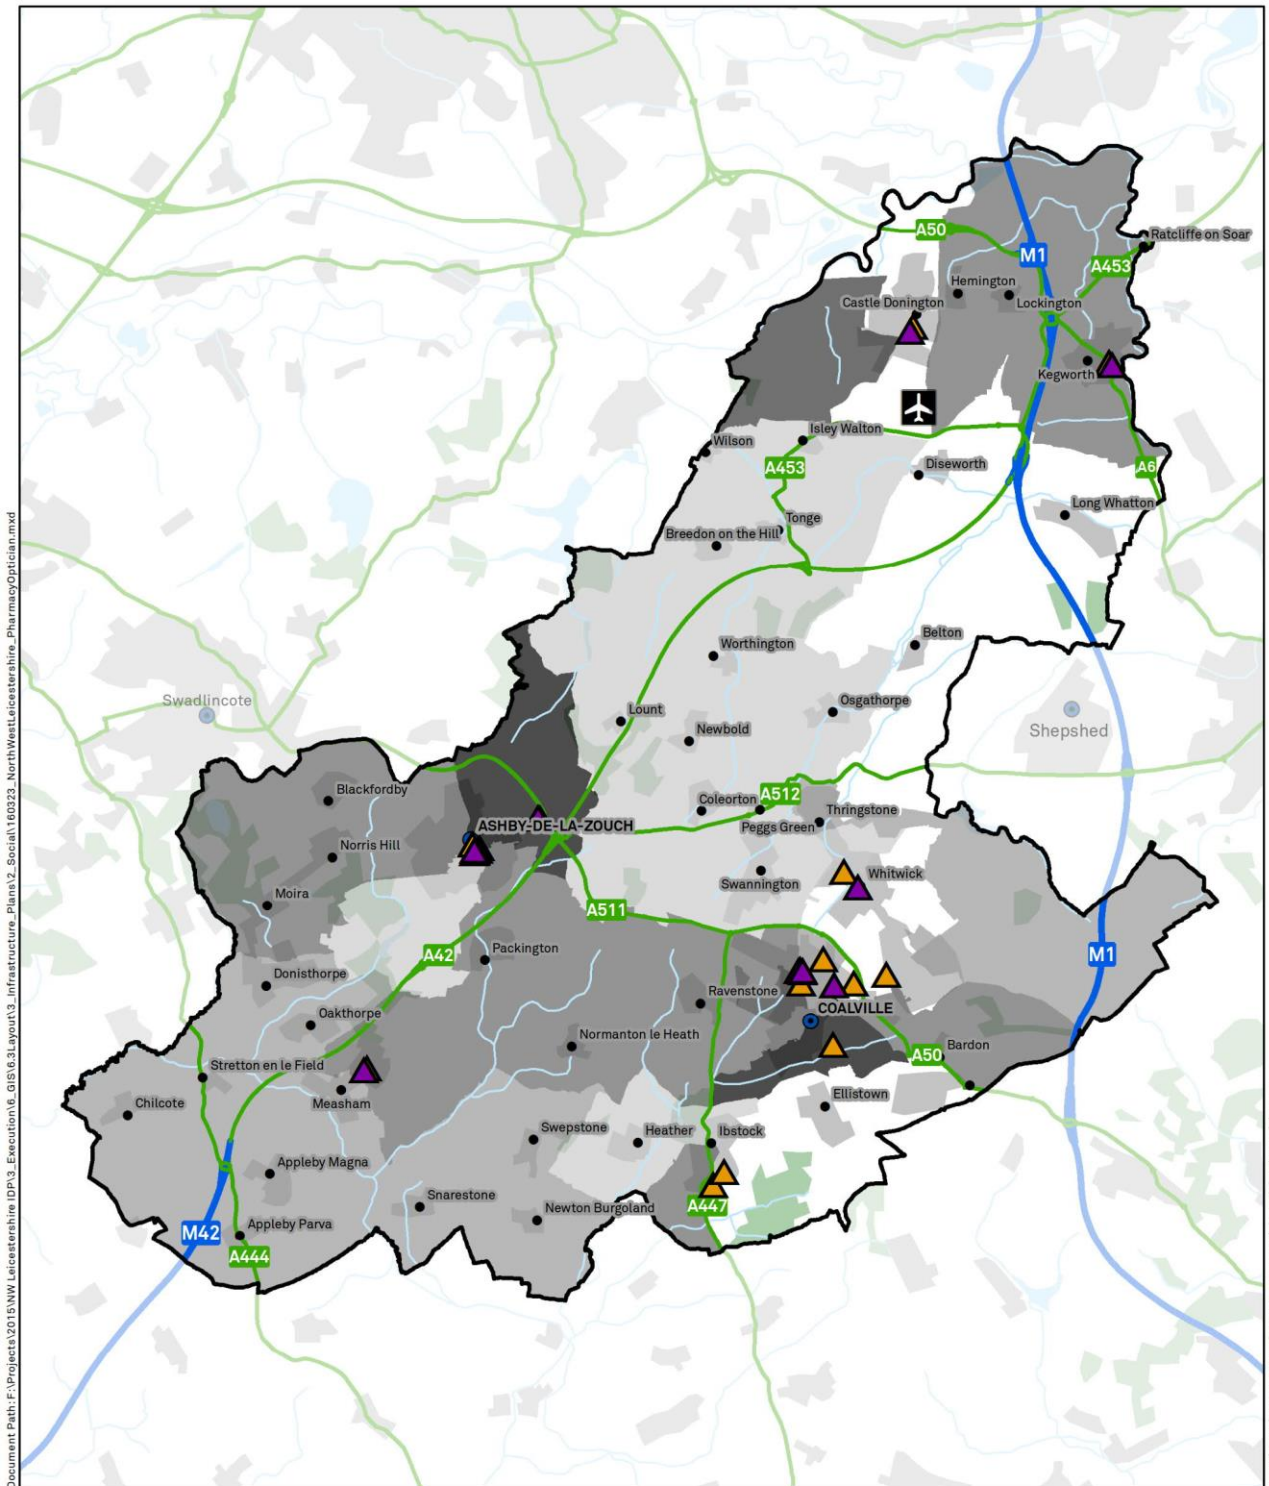 Document Path: F:\Projects\2015\NW Leicestershire IDP\3_Execution\6_GIS\6.3Layout\3_Infrastructure_Plans\2_Social\160323_NorthWestLeicestershire_PharmacyOptician.mxd
Ratcliffe on Soar
A50
M1
A453
Hemington
Castle Donington
Lockington
Kegworth
Isley Walton
Wilson
A453
Diseworth
A6
Long Whatton
Tonge
Breedon on the Hill
Belton
Worthington
Swadlincote
Osgathorpe
Lount
Shepshed
Newbold
Blackfordby
Coleorton
A512
Thringstone
ASHBY-DE-LA-ZOUCH
Peggs Green
Norris Hill
Whitwick
Swannington
Moira
A511
A42
Packington
M1
Donisthorpe
Ravenstone
COALVILLE
Oakthorpe
Normanton le Heath
A50
Bardon
Stretton en le Field
Chilcote
Measham
Ellistown
Swepstone
Heather
Ibstock
Appleby Magna
Snarestone
Newton Burgoland
A447
Appleby Parva
M42
A444